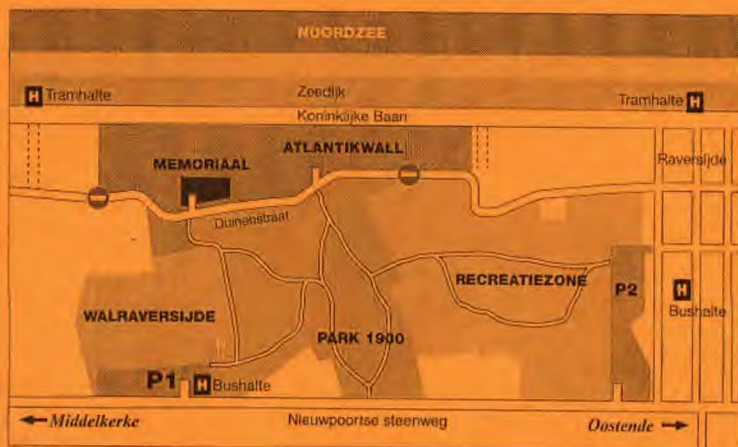 NOORDZEE
H Tramhalte
Zeedijk
Tramhalte H
Koninklijke Baan
ATLANTIKWALL
MEMORIAAL
Raversijde
Duinenstraat
RECREATIEZONE
P2
H
Bushalte
WALRAVERSIJDE
PARK 1900
P1 H Bushalte
← Middelkerke
Nieuwpoortse steenweg
Oostende →